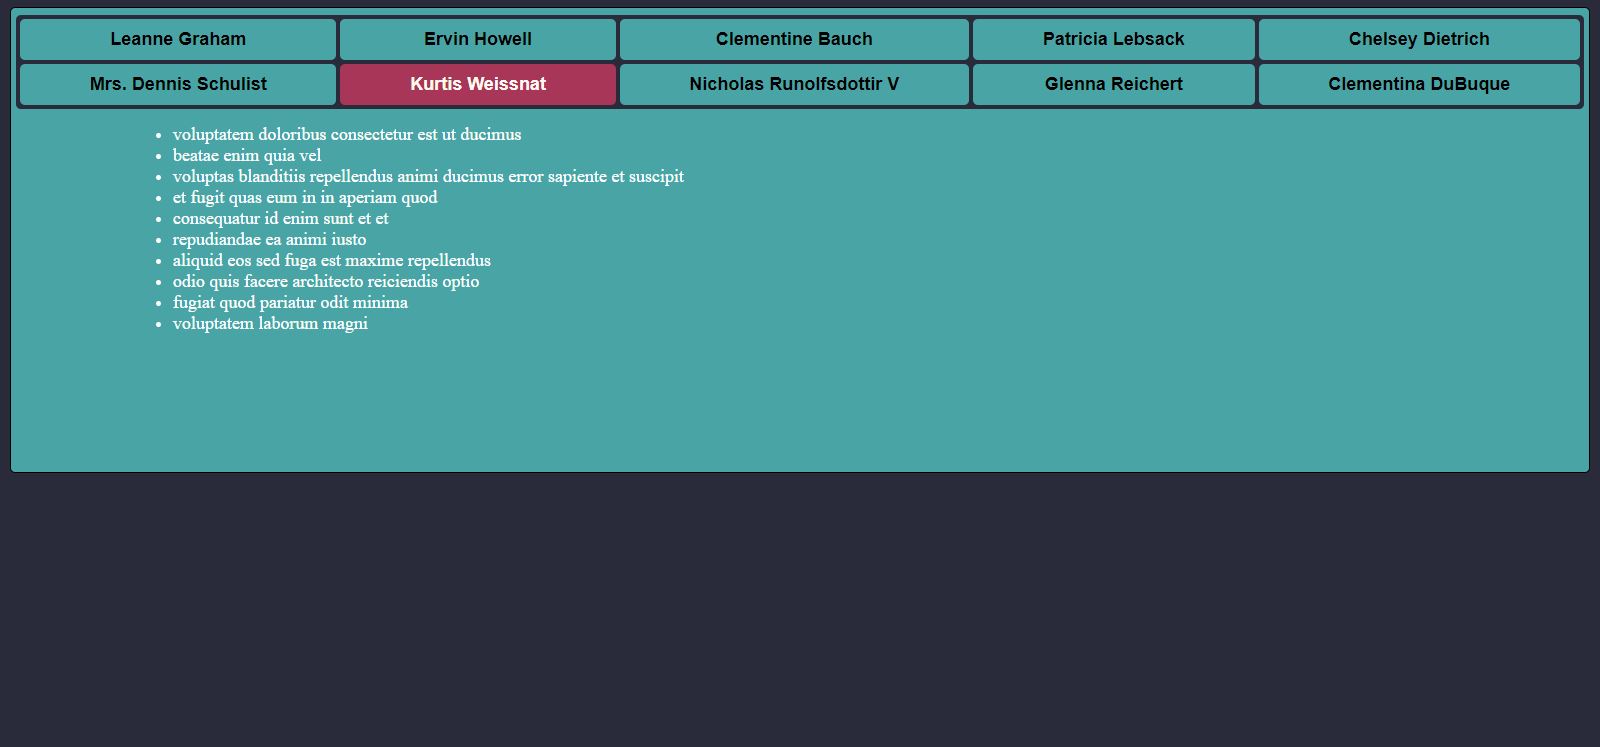 Leanne Graham Ervin Howell Clementine Bauch Patricia Lebsack Chelsey Dietrich
Mrs. Dennis Schulist Kurtis Weissnat Nicholas Runolfsdottir V Glenna Reichert Clementina DuBuque
• voluptatem doloribus consectetur est ut ducimus
• beatae enim quia vel
• voluptas blanditiis repellendus animi ducimus error sapiente et suscipit
• et fugit quas eum in in aperiam quod
• consequatur id enim sunt et et
• repudiandae ea animi iusto
• aliquid eos sed fuga est maxime repellendus
• odio quis facere architecto reiciendis optio
• fugiat quod pariatur odit minima
• voluptatem laborum magni